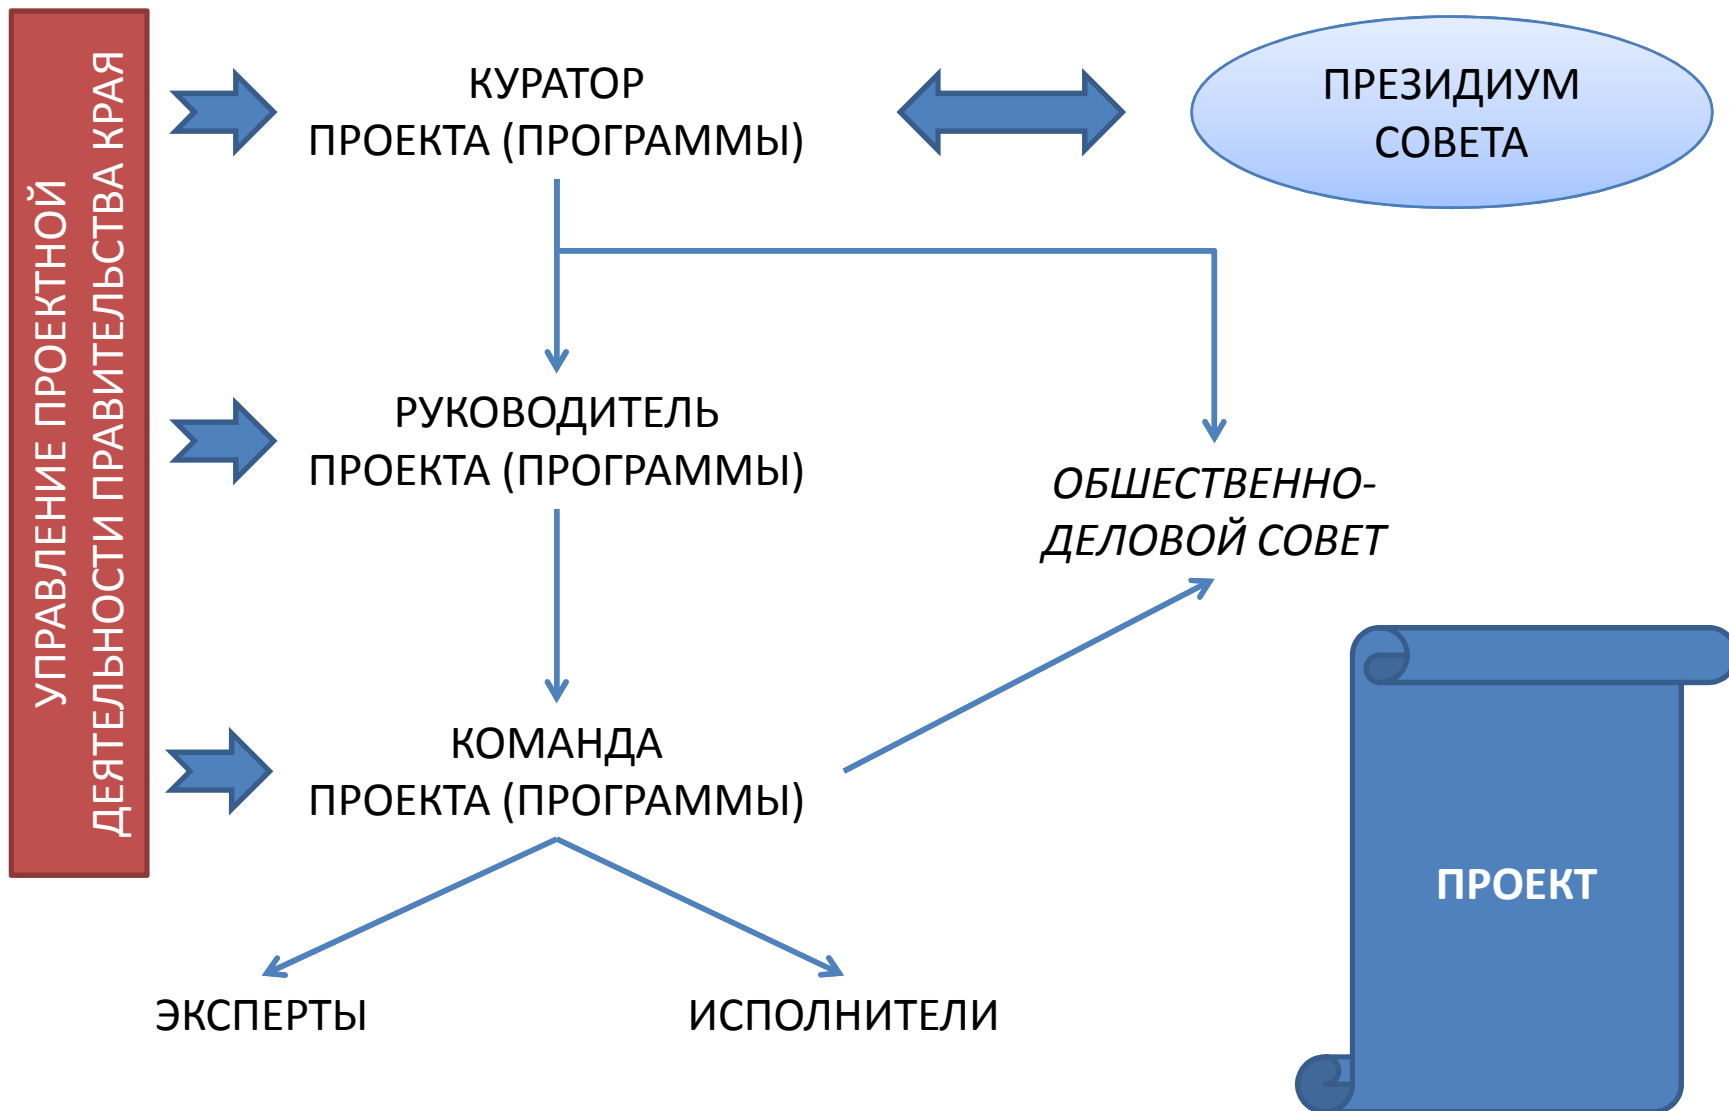 УПРАВЛЕНИЕ ПРОЕКТНОЙ
ДЕЯТЕЛЬНОСТИ ПРАВИТЕЛЬСТВА КРАЯ
КУРАТОР
ПРОЕКТА (ПРОГРАММЫ)
ПРЕЗИДИУМ
СОВЕТА
РУКОВОДИТЕЛЬ
ПРОЕКТА (ПРОГРАММЫ)
ОБШЕСТВЕННО-
ДЕЛОВОЙ СОВЕТ
КОМАНДА
ПРОЕКТА (ПРОГРАММЫ)
ПРОЕКТ
ЭКСПЕРТЫ
ИСПОЛНИТЕЛИ